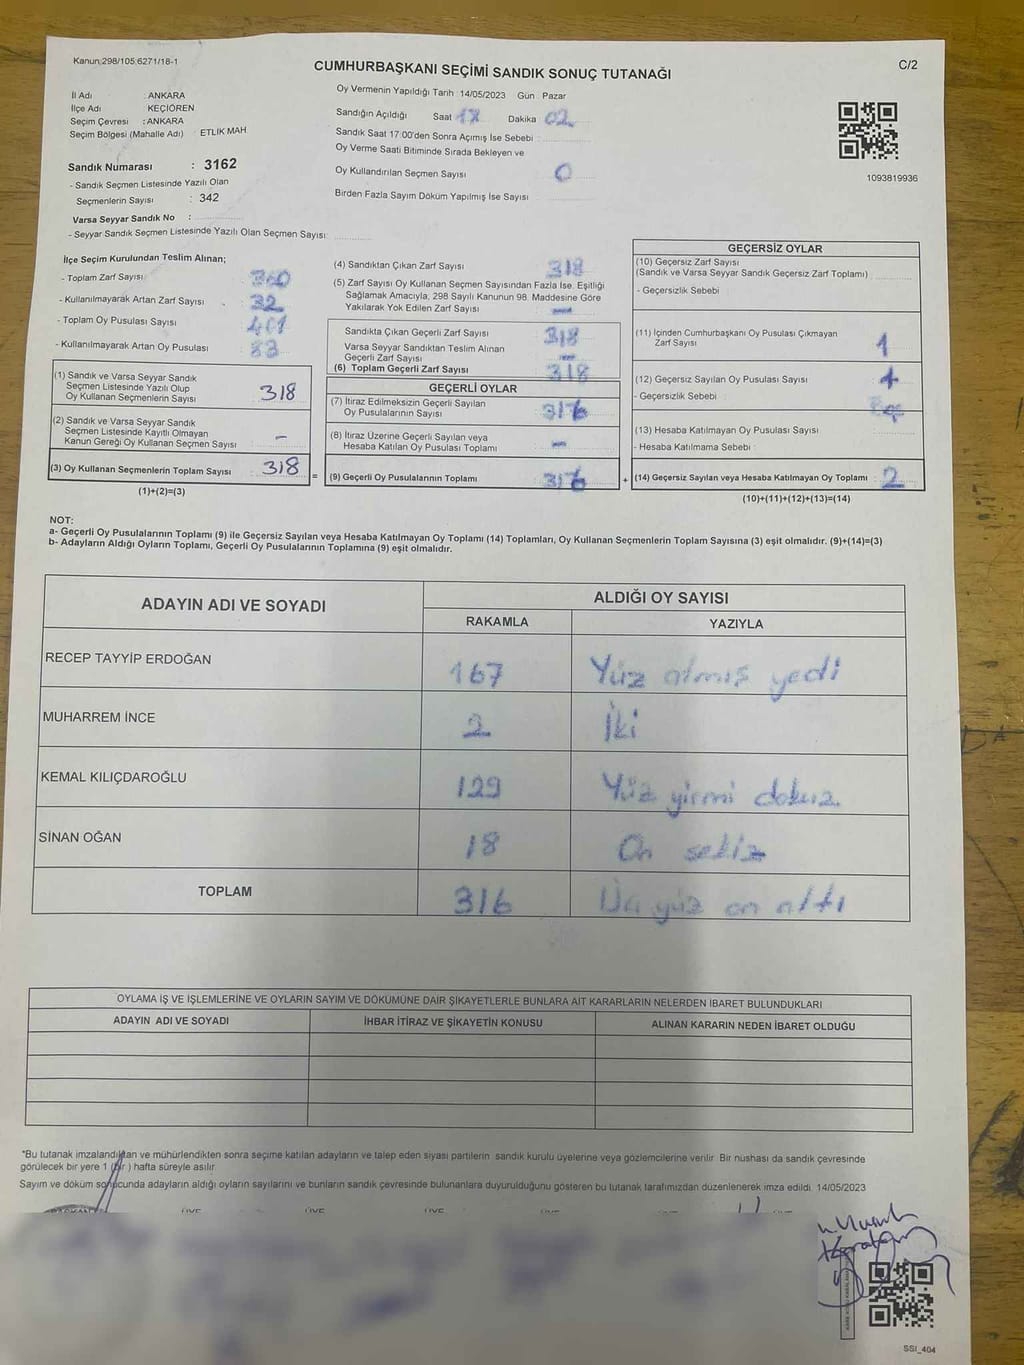 Kanun:298/105;6271/18-1
C/2
CUMHURBAŞKANI SEÇİMİ SANDIK SONUÇ TUTANAĞI
İl Adı : ANKARA
İlçe Adı KEÇİÖREN
Seçim Çevresi : ANKARA
Seçim Bölgesi (Mahalle Adı) : ETLİK MAH
Sandık Numarası : 3162
- Sandık Seçmen Listesinde Yazılı Olan
Seçmenlerin Sayısı : 342
Varsa Seyyar Sandık No :
- Seyyar Sandık Seçmen Listesinde Yazılı Olan Seçmen Sayısı:
Oy Vermenin Yapıldığı Tarih : 14/05/2023 Gün : Pazar
Sandığın Açıldığı Saat Dakika 02
Sandık Saat 17:00'den Sonra Açımış İse Sebebi :
Oy Verme Saati Bitiminde Sırada Bekleyen ve
Oy Kullandırılan Seçmen Sayısı 0
Birden Fazla Sayım Döküm Yapılmış İse Sayısı
1093819936
İlçe Seçim Kurulundan Teslim Alınan;
- Toplam Zarf Sayısı 360
- Kullanılmayarak Artan Zarf Sayısı 32
- Toplam Oy Pusulası Sayısı
- Kullanılmayarak Artan Oy Pusulası 83
(1) Sandık ve Varsa Seyyar Sandık
Seçmen Listesinde Yazılı Olup
Oy Kullanan Seçmenlerin Sayısı 318
(2) Sandık ve Varsa Seyyar Sandık
Seçmen Listesinde Kayıtlı Olmayan
Kanun Gereği Oy Kullanan Seçmen Sayısı -
(3) Oy Kullanan Seçmenlerin Toplam Sayısı 318
(1)+(2)=(3)
=
(4) Sandıktan Çıkan Zarf Sayısı 318
(5) Zarf Sayısı Oy Kullanan Seçmen Sayısından Fazla İse, Eşitliği
Sağlamak Amacıyla, 298 Sayılı Kanunun 98. Maddesine Göre
Yakılarak Yok Edilen Zarf Sayısı -
Sandıkta Çıkan Geçerli Zarf Sayısı 318
Varsa Seyyar Sandıktan Teslim Alınan
Geçerli Zarf Sayısı -
(6) Toplam Geçerli Zarf Sayısı 318
GEÇERLİ OYLAR
(7) İtiraz Edilmeksizin Geçerli Sayılan
Oy Pusulalarının Sayısı 316
(8) İtiraz Üzerine Geçerli Sayılan veya
Hesaba Katılan Oy Pusulası Toplamı -
(9) Geçerli Oy Pusulalarının Toplamı 316
+
GEÇERSİZ OYLAR
(10) Geçersiz Zarf Sayısı
(Sandık ve Varsa Seyyar Sandık Geçersiz Zarf Toplamı)
- Geçersizlik Sebebi :
(11) İçinden Cumhurbaşkanı Oy Pusulası Çıkmayan
Zarf Sayısı 1
(12) Geçersiz Sayılan Oy Pusulası Sayısı 1
- Geçersizlik Sebebi :
(13) Hesaba Katılmayan Oy Pusulası Sayısı
- Hesaba Katılmama Sebebi :
(14) Geçersiz Sayılan veya Hesaba Katılmayan Oy Toplamı : 2
(10)+(11)+(12)+(13)=(14)
NOT:
a- Geçerli Oy Pusulalarının Toplamı (9) ile Geçersiz Sayılan veya Hesaba Katılmayan Oy Toplamı (14) Toplamları, Oy Kullanan Seçmenlerin Toplam Sayısına (3) eşit olmalıdır. (9)+(14)=(3)
b- Adayların Aldığı Oyların Toplamı, Geçerli Oy Pusulalarının Toplamına (9) eşit olmalıdır.
ADAYIN ADI VE SOYADI
ALDIĞI OY SAYISI
RAKAMLA YAZIYLA
RECEP TAYYİP ERDOĞAN 167 Yüz atmış yedi
MUHARREM İNCE 2 İki
KEMAL KILIÇDAROĞLU 129 Yüz yirmi dokuz
SİNAN OĞAN 18 On sekiz
TOPLAM 316 Üç yüz on altı
OYLAMA İŞ VE İŞLEMLERİNE VE OYLARIN SAYIM VE DÖKÜMÜNE DAİR ŞİKAYETLERLE BUNLARA AİT KARARLARIN NELERDEN İBARET BULUNDUKLARI
ADAYIN ADI VE SOYADI İHBAR İTİRAZ VE ŞİKAYETİN KONUSU ALINAN KARARIN NEDEN İBARET OLDUĞU
*Bu tutanak imzalandıktan ve mühürlendikten sonra seçime katılan adayların ve talep eden siyasi partilerin sandık kurulu üyelerine veya gözlemcilerine verilir. Bir nüshası da sandık çevresinde
görülecek bir yere 1 (bir ) hafta süreyle asılır.
Sayım ve döküm sonucunda adayların aldığı oyların sayılarını ve bunların sandık çevresinde bulunanlara duyurulduğunu gösteren bu tutanak tarafımızdan düzenlenerek imza edildi. 14/05/2023
ÜYE ÜYE ÜYE
SSI_404